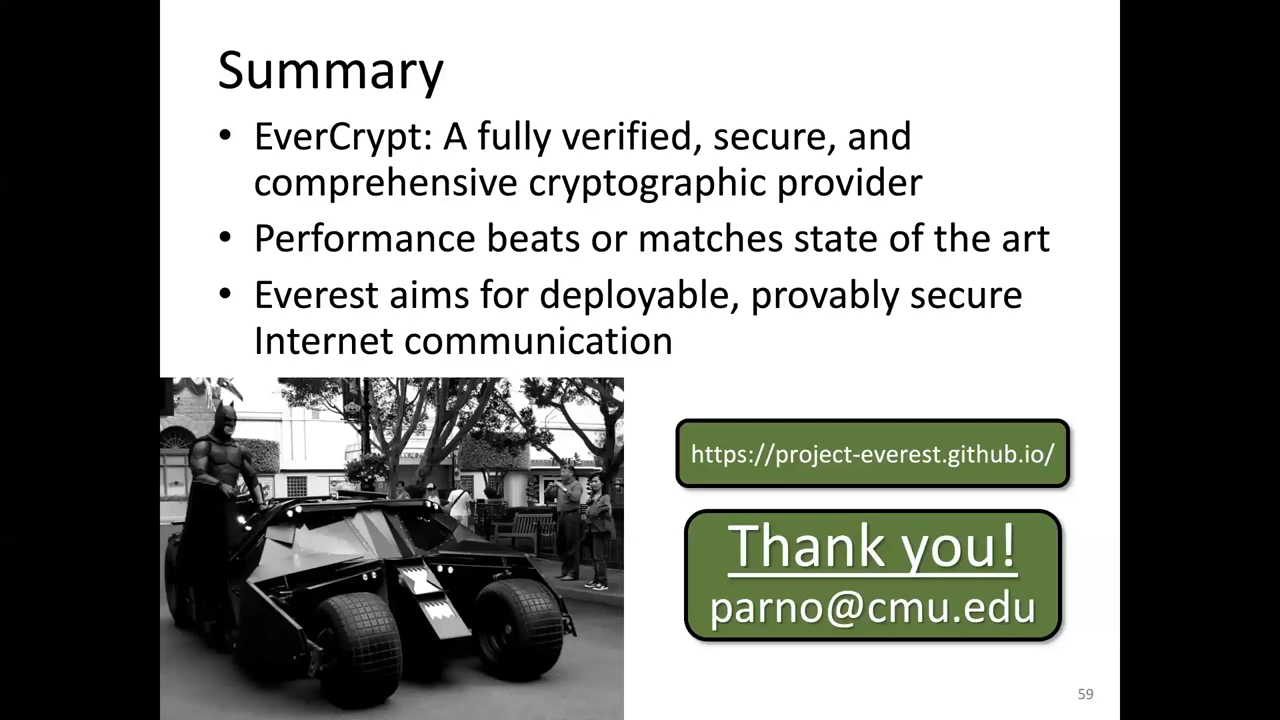 Summary
• EverCrypt: A fully verified, secure, and
comprehensive cryptographic provider
• Performance beats or matches state of the art
• Everest aims for deployable, provably secure
Internet communication
https://project-everest.github.io/
Thank you!
parno@cmu.edu
59